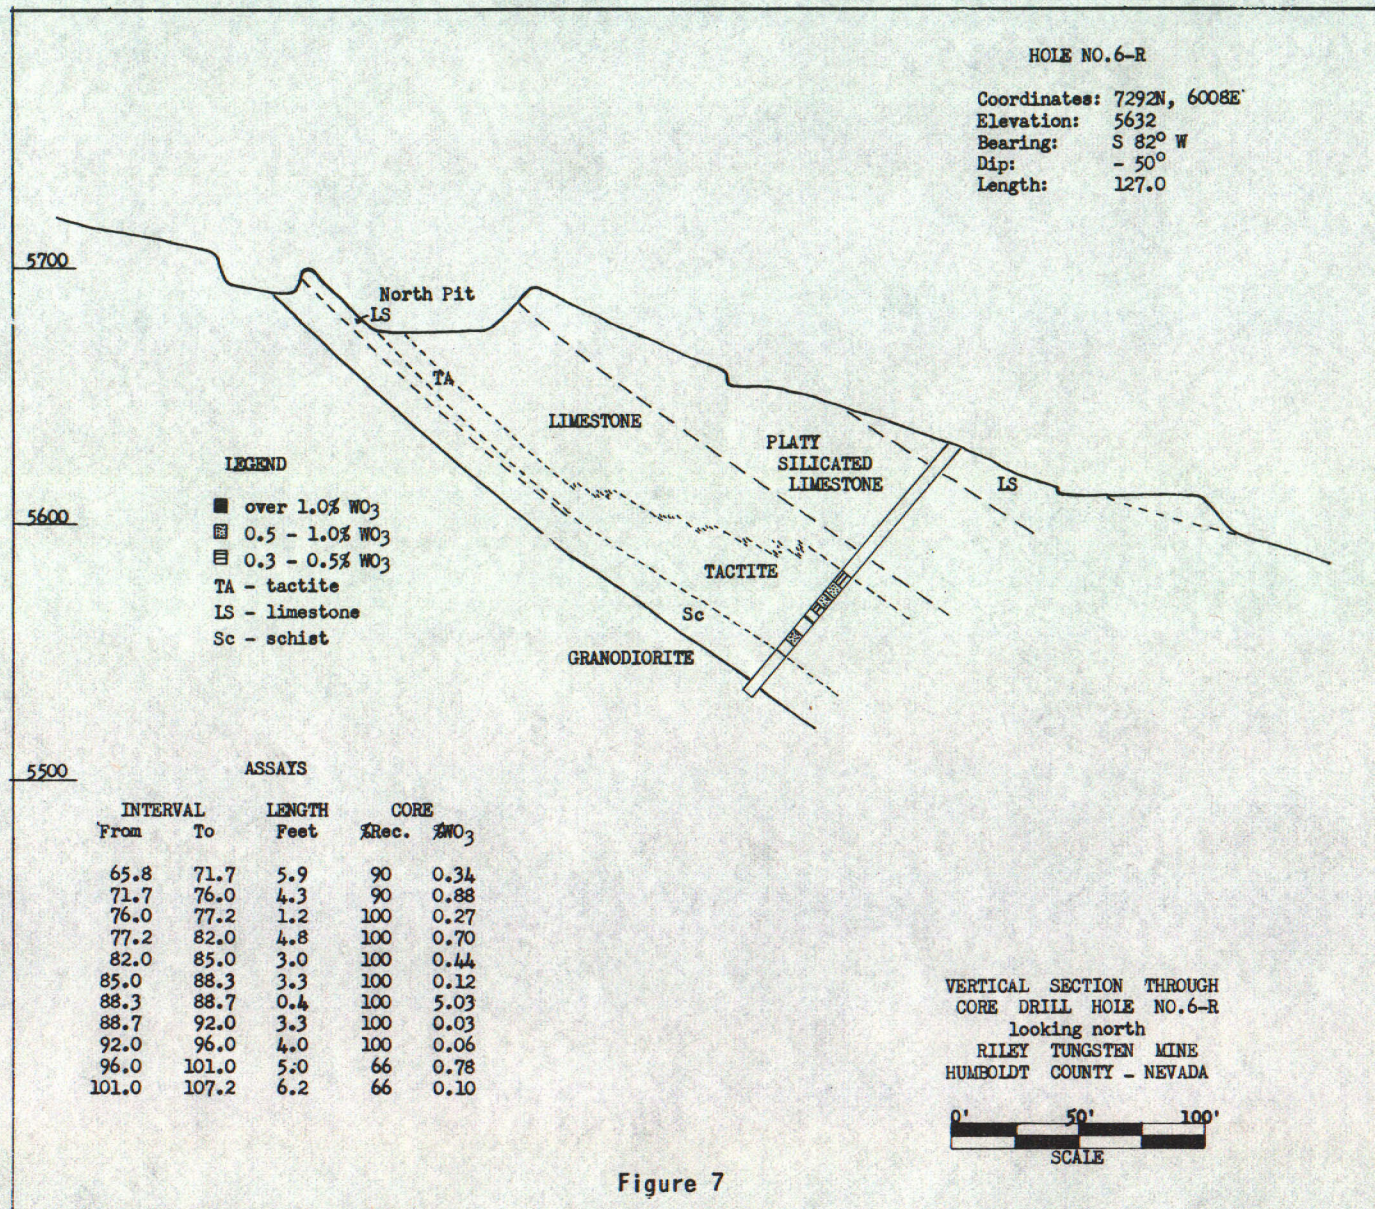 HOLE NO.6-R
Coordinates: 7292N, 6008E
Elevation: 5632
Bearing: S 82° W
Dip: - 50°
Length: 127.0
5700
North Pit
LS
TA
LIMESTONE
PLATY
SILICATED
LIMESTONE
LS
LEGEND
over 1.0% WO3
0.5 - 1.0% WO3
0.3 - 0.5% WO3
TA - tactite
LS - limestone
Sc - schist
5600
TACTITE
Sc
GRANODIORITE
5500
ASSAYS
INTERVAL LENGTH CORE
From To Feet %Rec. %WO3
65.8 71.7 5.9 90 0.34
71.7 76.0 4.3 90 0.88
76.0 77.2 1.2 100 0.27
77.2 82.0 4.8 100 0.70
82.0 85.0 3.0 100 0.44
85.0 88.3 3.3 100 0.12
88.3 88.7 0.4 100 5.03
88.7 92.0 3.3 100 0.03
92.0 96.0 4.0 100 0.06
96.0 101.0 5.0 66 0.78
101.0 107.2 6.2 66 0.10
VERTICAL SECTION THROUGH
CORE DRILL HOLE NO.6-R
looking north
RILEY TUNGSTEN MINE
HUMBOLDT COUNTY - NEVADA
0' 50' 100'
SCALE
Figure 7